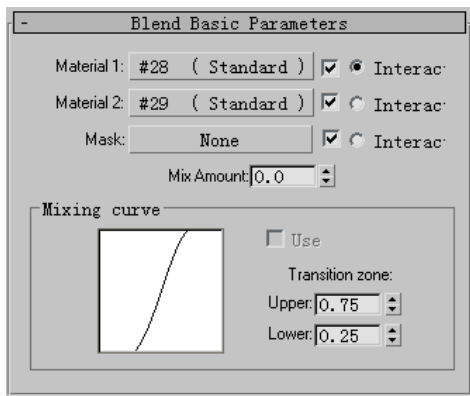 - Blend Basic Parameters
Material 1: #28 ( Standard ) Interac
Material 2: #29 ( Standard ) Interac
Mask: None Interac
Mix Amount: 0.0
Mixing curve
Use
Transition zone:
Upper: 0.75
Lower: 0.25